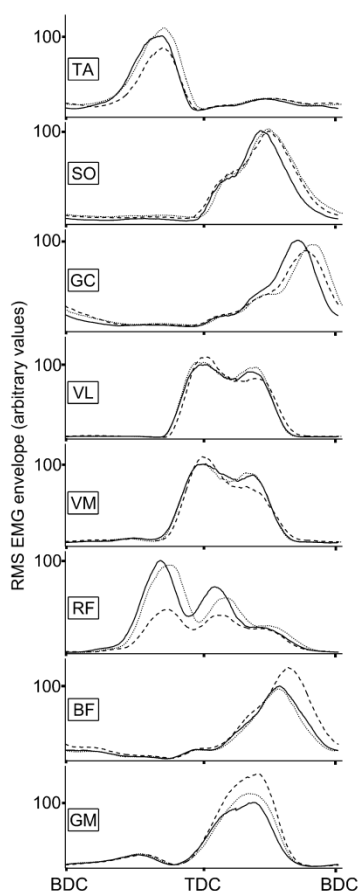 100
TA
100
SO
100
GC
100
VL
100
VM
100
RF
100
BF
100
GM
RMS EMG envelope (arbitrary values)
BDC TDC BDC